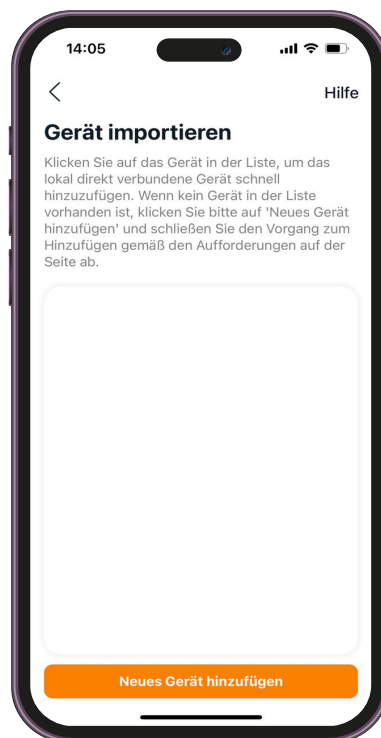 14:05
Hilfe
Gerät importieren
Klicken Sie auf das Gerät in der Liste, um das
lokal direkt verbundene Gerät schnell
hinzuzufügen. Wenn kein Gerät in der Liste
vorhanden ist, klicken Sie bitte auf 'Neues Gerät
hinzufügen' und schließen Sie den Vorgang zum
Hinzufügen gemäß den Aufforderungen auf der
Seite ab.
Neues Gerät hinzufügen